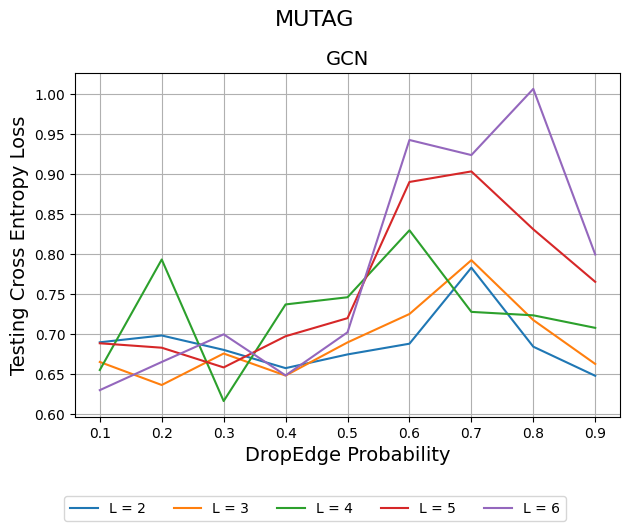 MUTAG
GCN
Testing Cross Entropy Loss
1.00
0.95
0.90
0.85
0.80
0.75
0.70
0.65
0.60
0.1 0.2 0.3 0.4 0.5 0.6 0.7 0.8 0.9
DropEdge Probability
L = 2 L = 3 L = 4 L = 5 L = 6